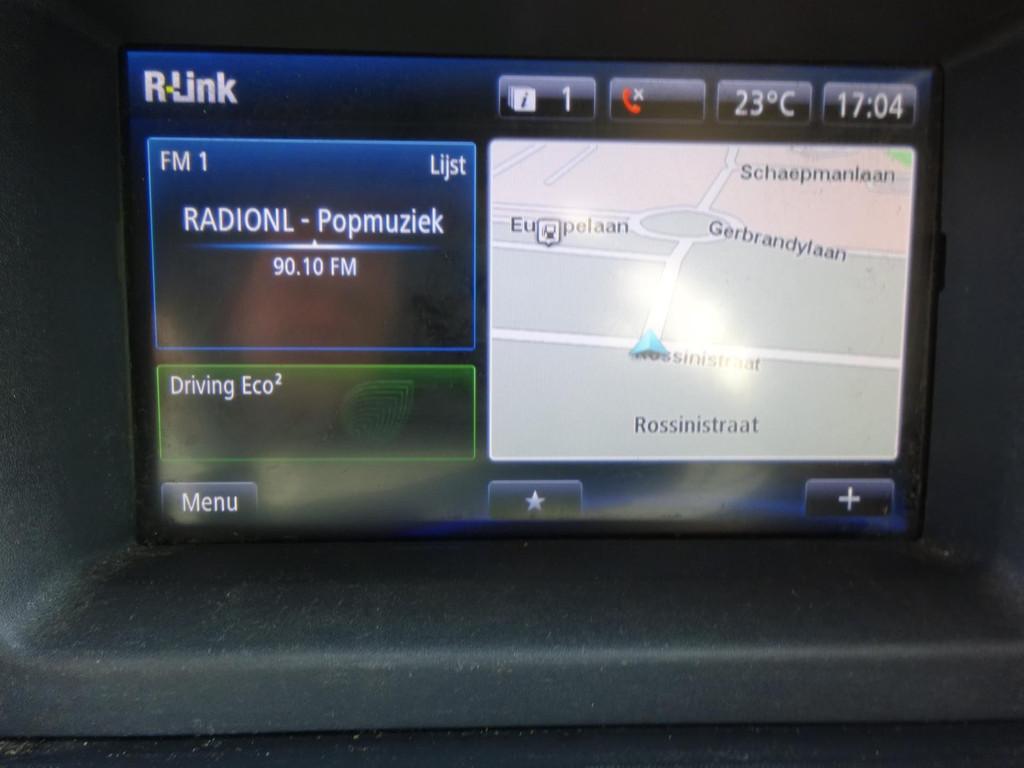 R-Link
1
23°C
17:04
FM 1
Lijst
RADIONL - Popmuziek
90.10 FM
Driving Eco²
Schaepmanlaan
Gerbrandylaan
Rossinistraat
Rossinistraat
Menu